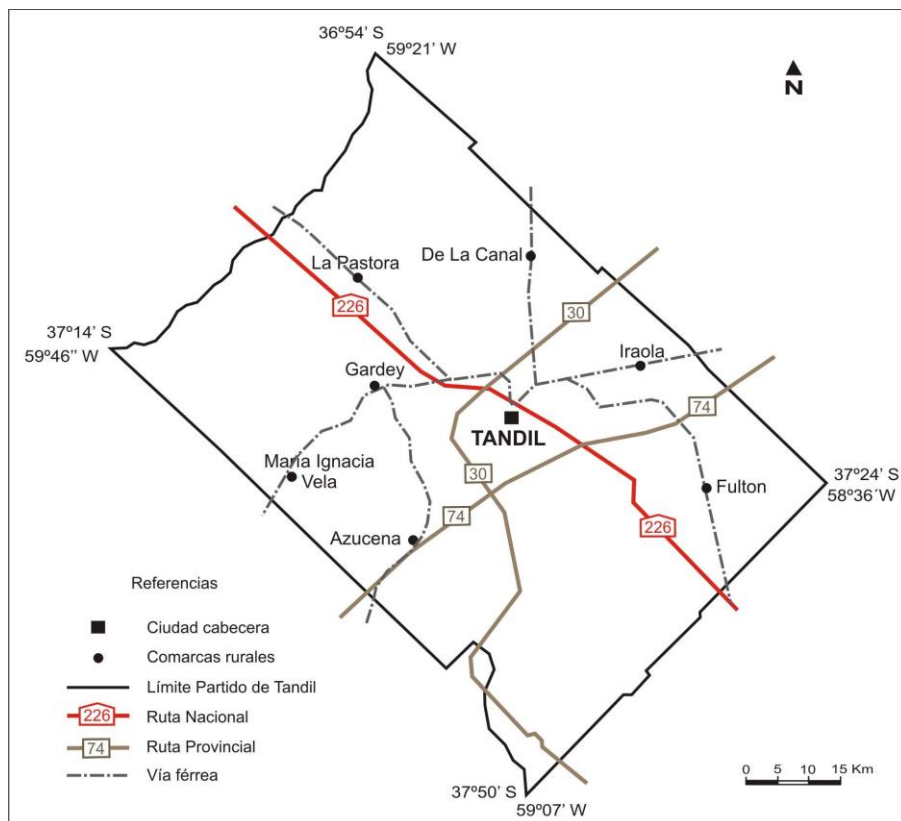 36º54’ S
59º21’ W
N
De La Canal
La Pastora
226
30
37º14’ S
59º46’’ W
Iraola
Gardey
74
TANDIL
María Ignacia
Vela
30
37º24’ S
58º36´W
Fulton
74
226
Azucena
Referencias
Ciudad cabecera
Comarcas rurales
Límite Partido de Tandil
226
Ruta Nacional
74
Ruta Provincial
Vía férrea
37º50’ S
59º07’ W
0 5 10 15 Km